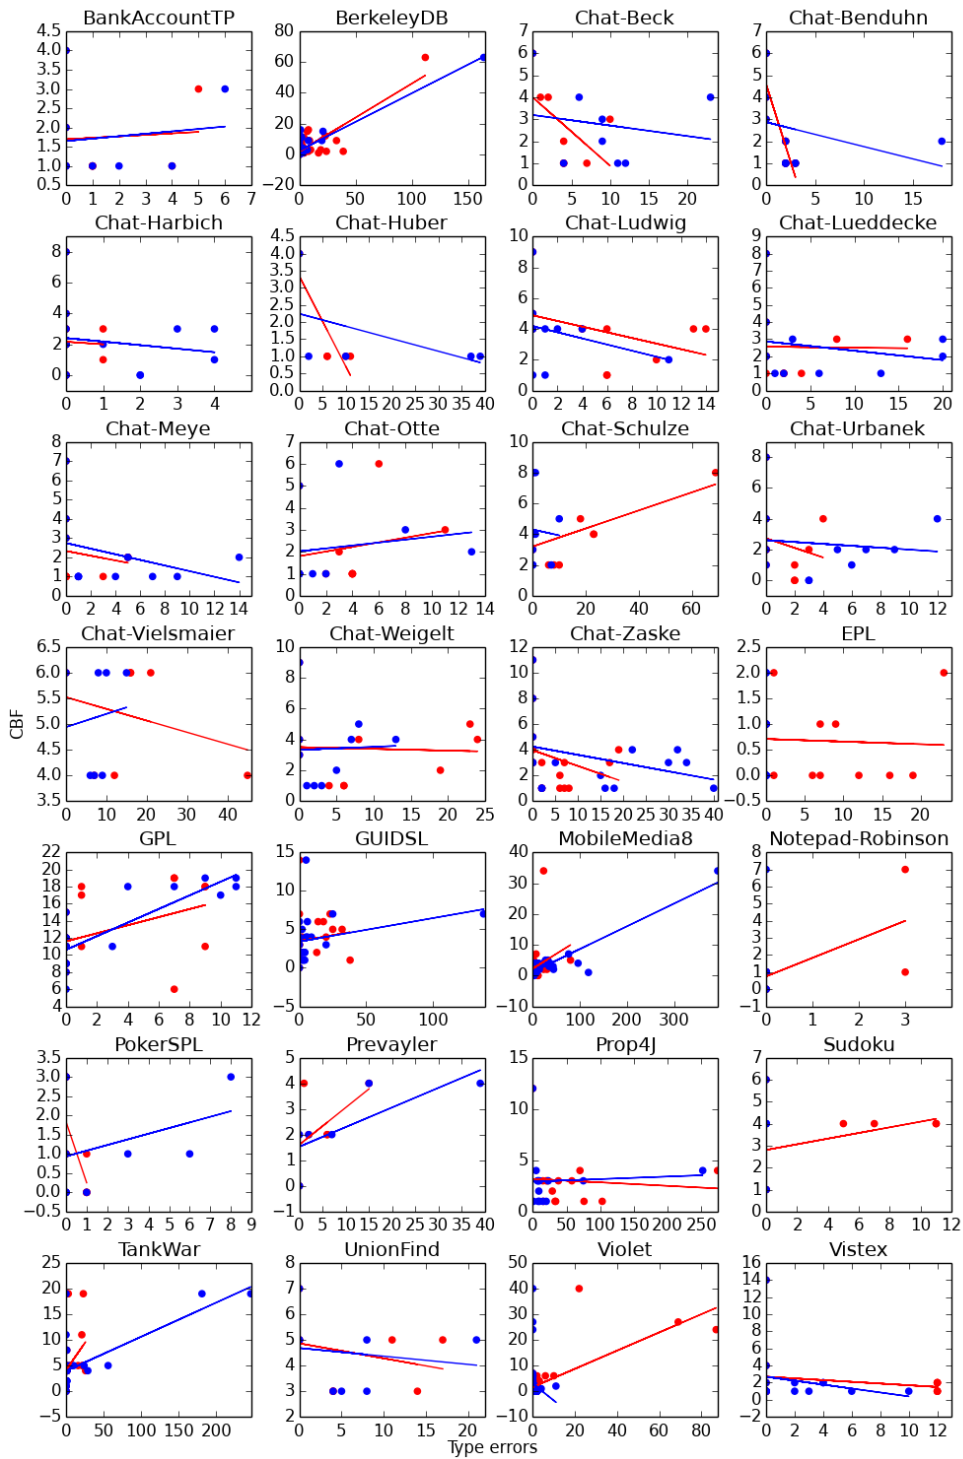 BankAccountTP BerkeleyDB Chat-Beck Chat-Benduhn
4.5 4.0 3.5 3.0 2.5 2.0 1.5 1.0 0.5
0 1 2 3 4 5 6 7
80 60 40 20 0 −20
0 50 100 150
7 6 5 4 3 2 1 0
0 5 10 15 20
7 6 5 4 3 2 1 0
0 5 10 15
Chat-Harbich Chat-Huber Chat-Ludwig Chat-Lueddecke
8 6 4 2 0
0 1 2 3 4
4.5 4.0 3.5 3.0 2.5 2.0 1.5 1.0 0.5 0.0
0 5 10 15 20 25 30 35 40
10 8 6 4 2 0
0 2 4 6 8 10 12 14
9 8 7 6 5 4 3 2 1 0
0 5 10 15 20
Chat-Meye Chat-Otte Chat-Schulze Chat-Urbanek
8 7 6 5 4 3 2 1 0
0 2 4 6 8 10 12 14
7 6 5 4 3 2 1 0
0 2 4 6 8 10 12 14
10 8 6 4 2 0
0 20 40 60
8 6 4 2 0
0 2 4 6 8 10 12
Chat-Vielsmaier Chat-Weigelt Chat-Zaske EPL
CBF
6.5 6.0 5.5 5.0 4.5 4.0 3.5
0 10 20 30 40
10 8 6 4 2 0
0 5 10 15 20 25
12 10 8 6 4 2 0
0 5 10 15 20 25 30 35 40
2.5 2.0 1.5 1.0 0.5 0.0 −0.5
0 5 10 15 20
GPL GUIDSL MobileMedia8 Notepad-Robinson
22 20 18 16 14 12 10 8 6 4
0 2 4 6 8 10 12
15 10 5 0 −5
0 50 100
40 30 20 10 0 −10
0 100 200 300
8 7 6 5 4 3 2 1 0 −1
0 1 2 3
PokerSPL Prevayler Prop4J Sudoku
3.5 3.0 2.5 2.0 1.5 1.0 0.5 0.0 −0.5
0 1 2 3 4 5 6 7 8 9
5 4 3 2 1 0 −1
0 5 10 15 20 25 30 35 40
15 10 5 0
0 50 100 150 200 250
7 6 5 4 3 2 1 0
0 2 4 6 8 10 12
TankWar UnionFind Violet Vistex
25 20 15 10 5 0 −5
0 50 100 150 200
8 7 6 5 4 3 2
0 5 10 15 20
50 40 30 20 10 0 −10
0 20 40 60 80
16 14 12 10 8 6 4 2 0 −2
0 2 4 6 8 10 12
Type errors